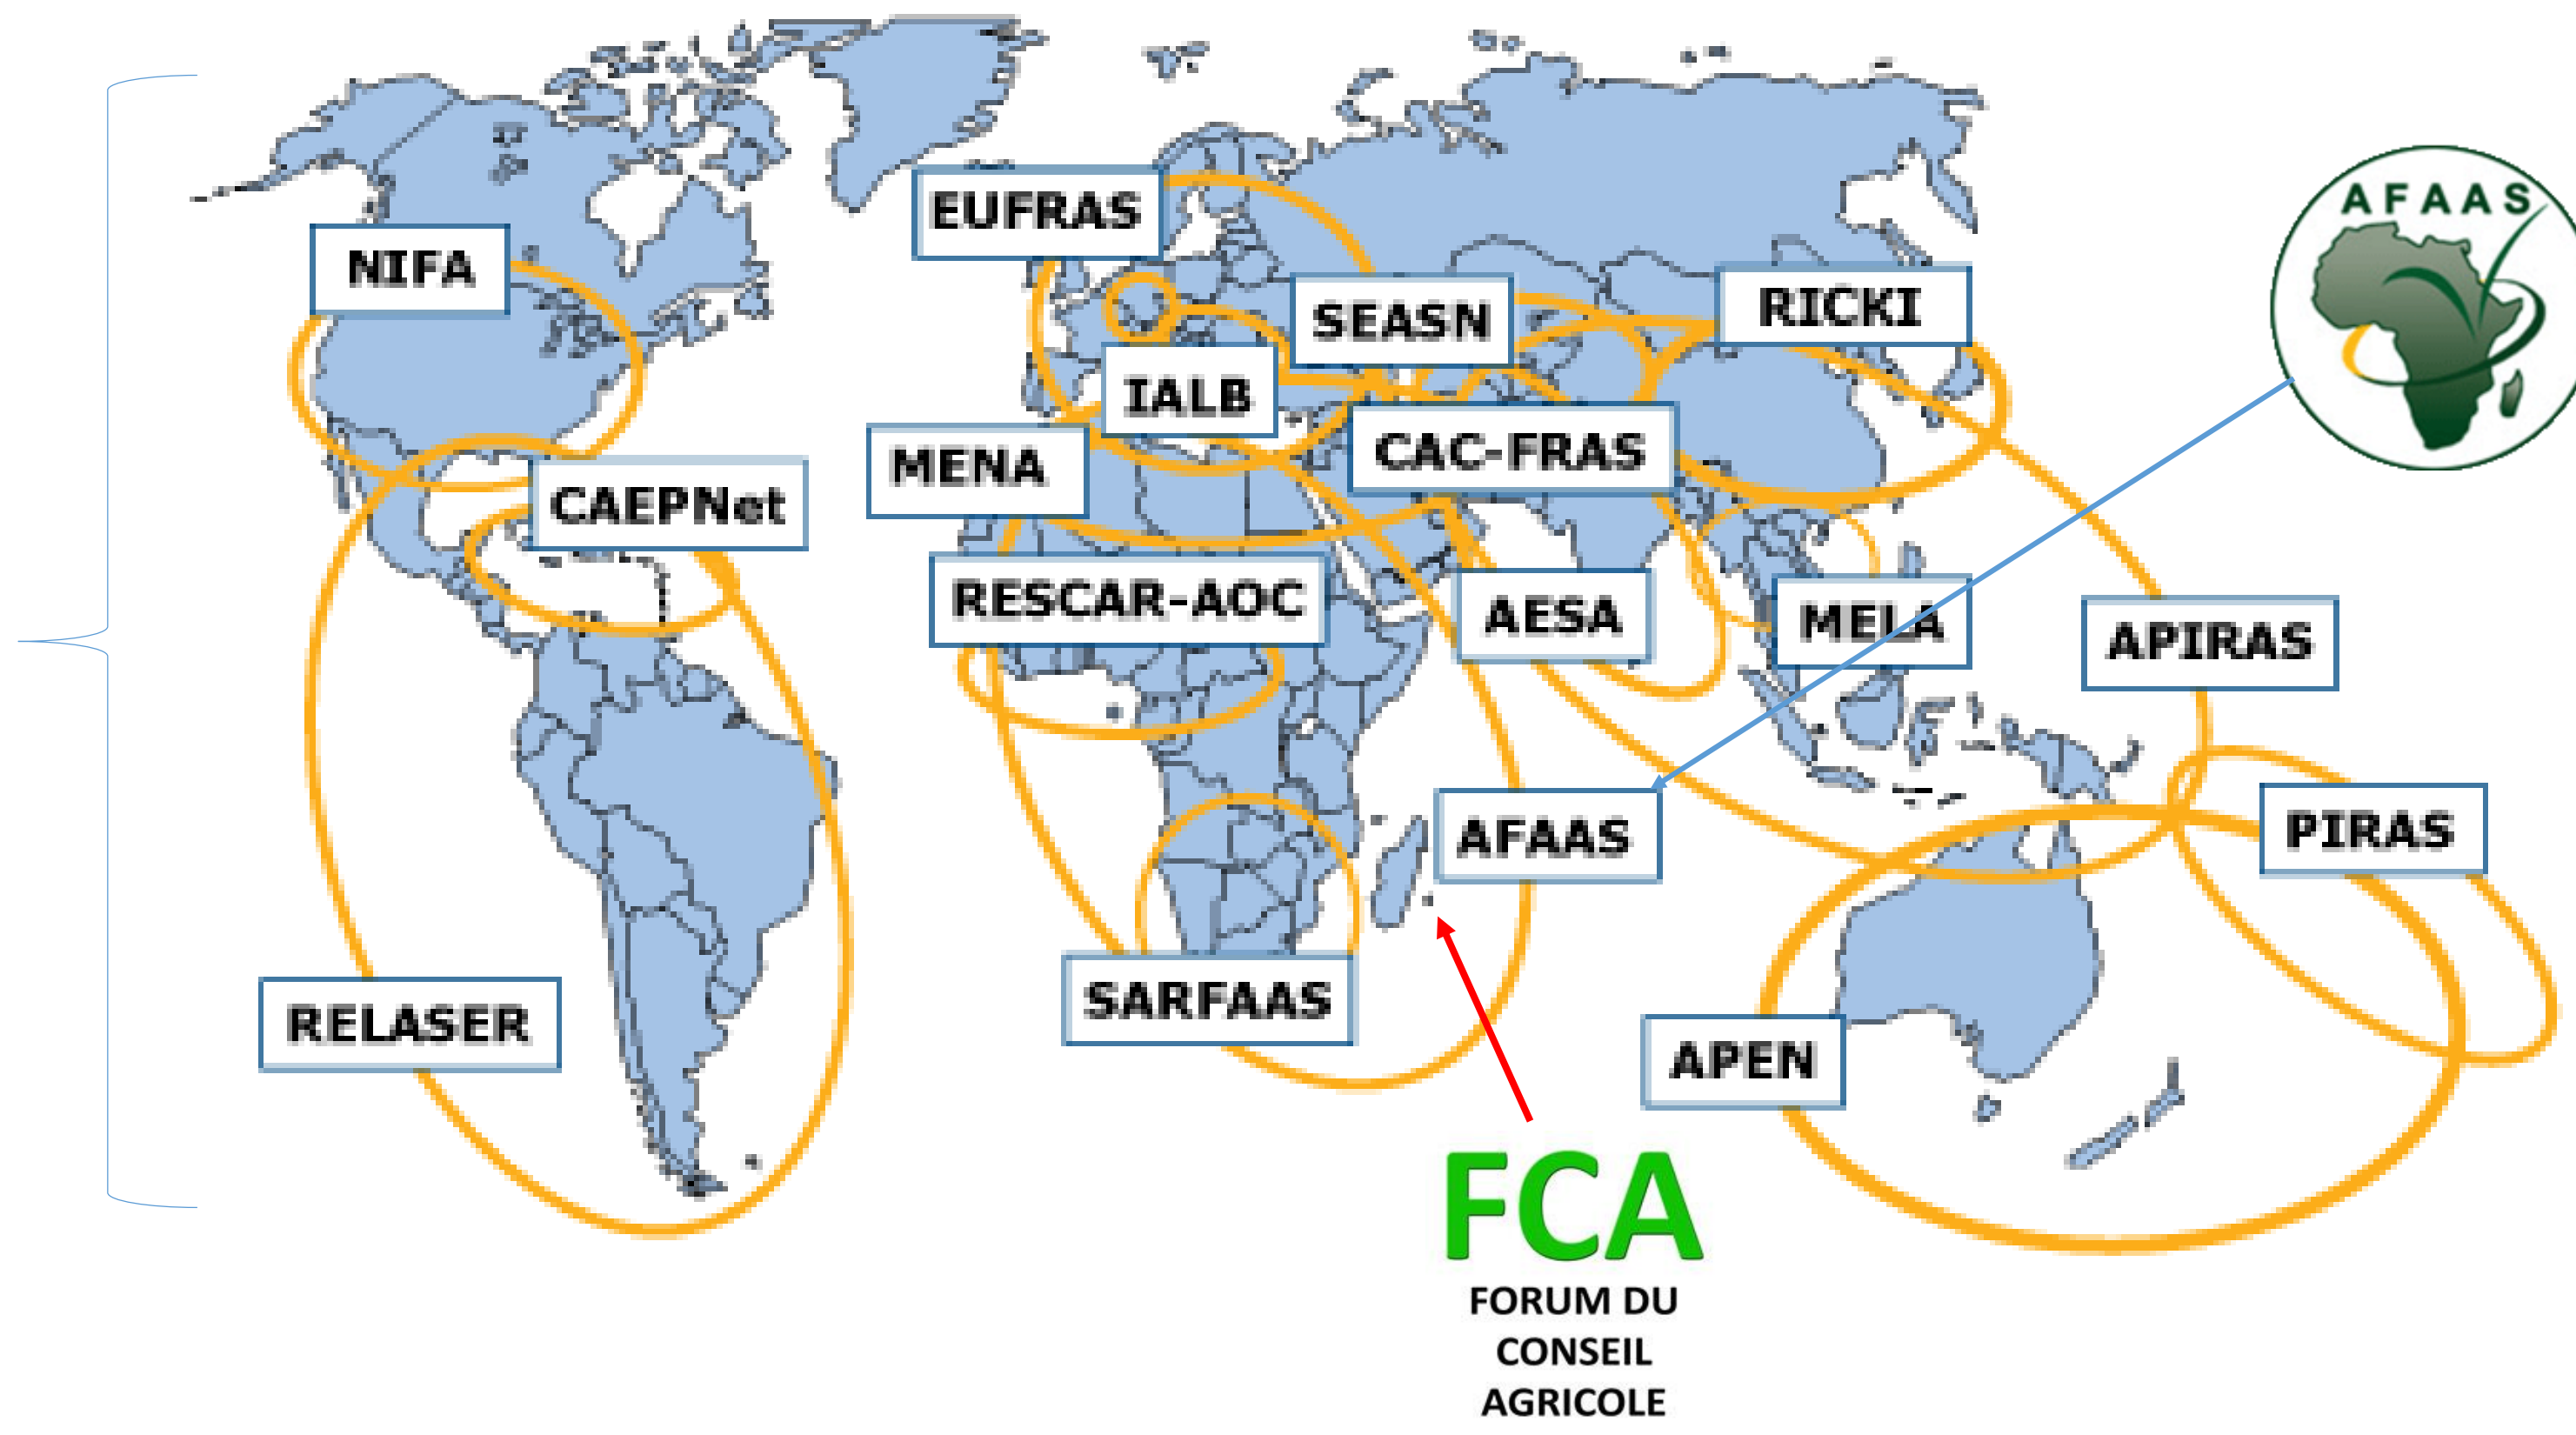 AFAAS
EUFRAS
NIFA
SEASN
RICKI
IALB
CAC-FRAS
MENA
CAEPNet
RESCAR-AOC
AESA
MELA
APIRAS
AFAAS
PIRAS
SARFAAS
RELASER
APEN
FCA
FORUM DU
CONSEIL
AGRICOLE